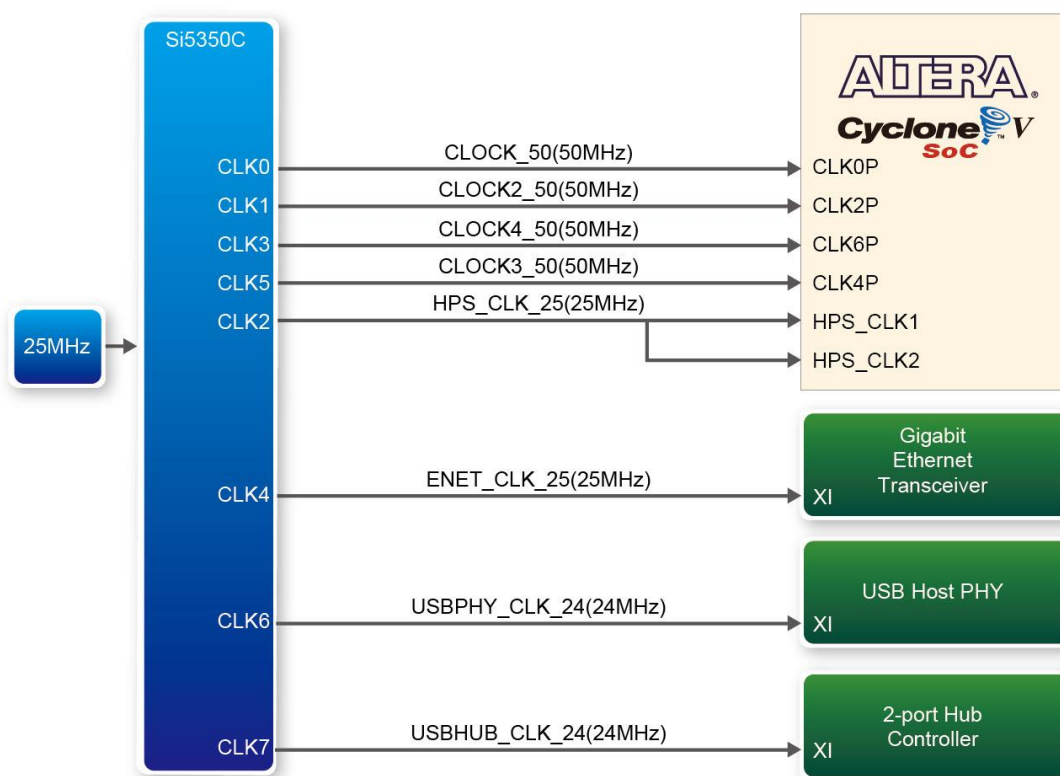 Si5350C
ALTERA®
Cyclone™ V
SoC
CLK0 CLOCK_50(50MHz) CLK0P
CLK1 CLOCK2_50(50MHz) CLK2P
CLK3 CLOCK4_50(50MHz) CLK6P
CLK5 CLOCK3_50(50MHz) CLK4P
CLK2 HPS_CLK_25(25MHz) HPS_CLK1
25MHz
HPS_CLK2
Gigabit
Ethernet
Transceiver
CLK4 ENET_CLK_25(25MHz) XI
USB Host PHY
CLK6 USBPHY_CLK_24(24MHz) XI
2-port Hub
Controller
CLK7 USBHUB_CLK_24(24MHz) XI